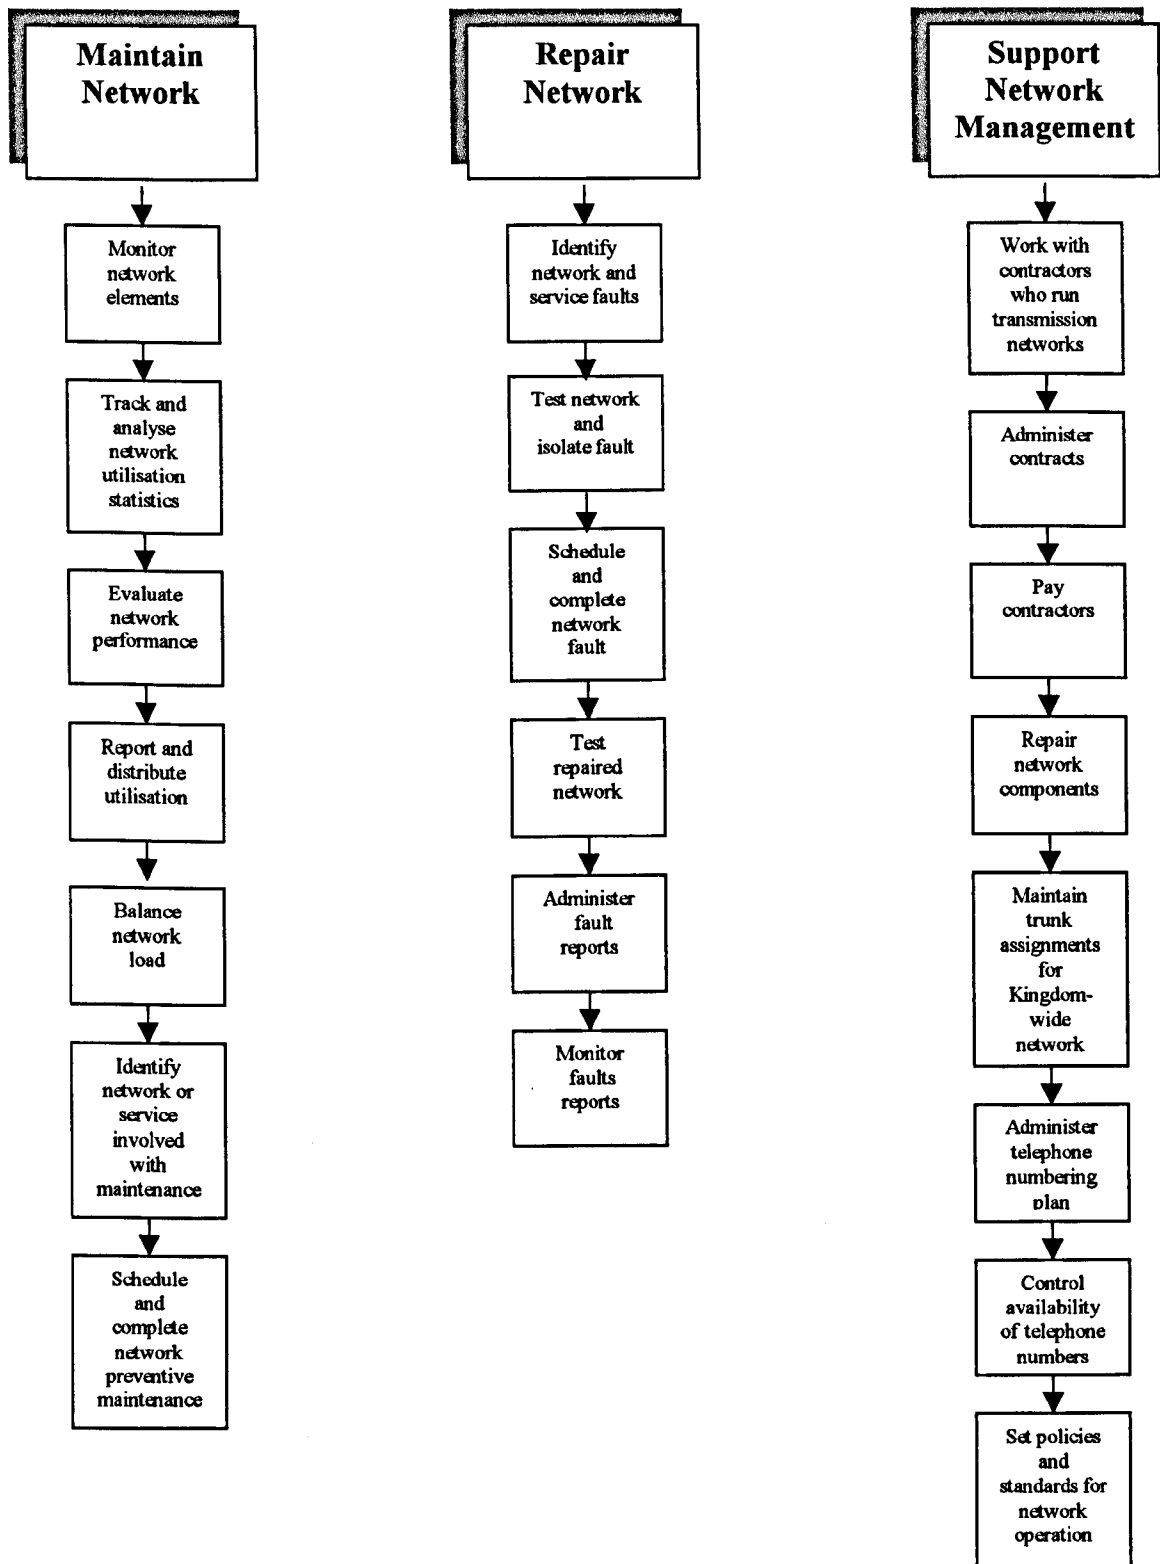 Maintain
Network
Monitor
network
elements
Track and
analyse
network
utilisation
statistics
Evaluate
network
performance
Report and
distribute
utilisation
Balance
network
load
Identify
network or
service
involved
with
maintenance
Schedule
and
complete
network
preventive
maintenance
Repair
Network
Identify
network and
service faults
Test network
and
isolate fault
Schedule
and
complete
network
fault
Test
repaired
network
Administer
fault
reports
Monitor
faults
reports
Support
Network
Management
Work with
contractors
who run
transmission
networks
Administer
contracts
Pay
contractors
Repair
network
components
Maintain
trunk
assignments
for
Kingdom-
wide
network
Administer
telephone
numbering
plan
Control
availability
of telephone
numbers
Set policies
and
standards for
network
operation